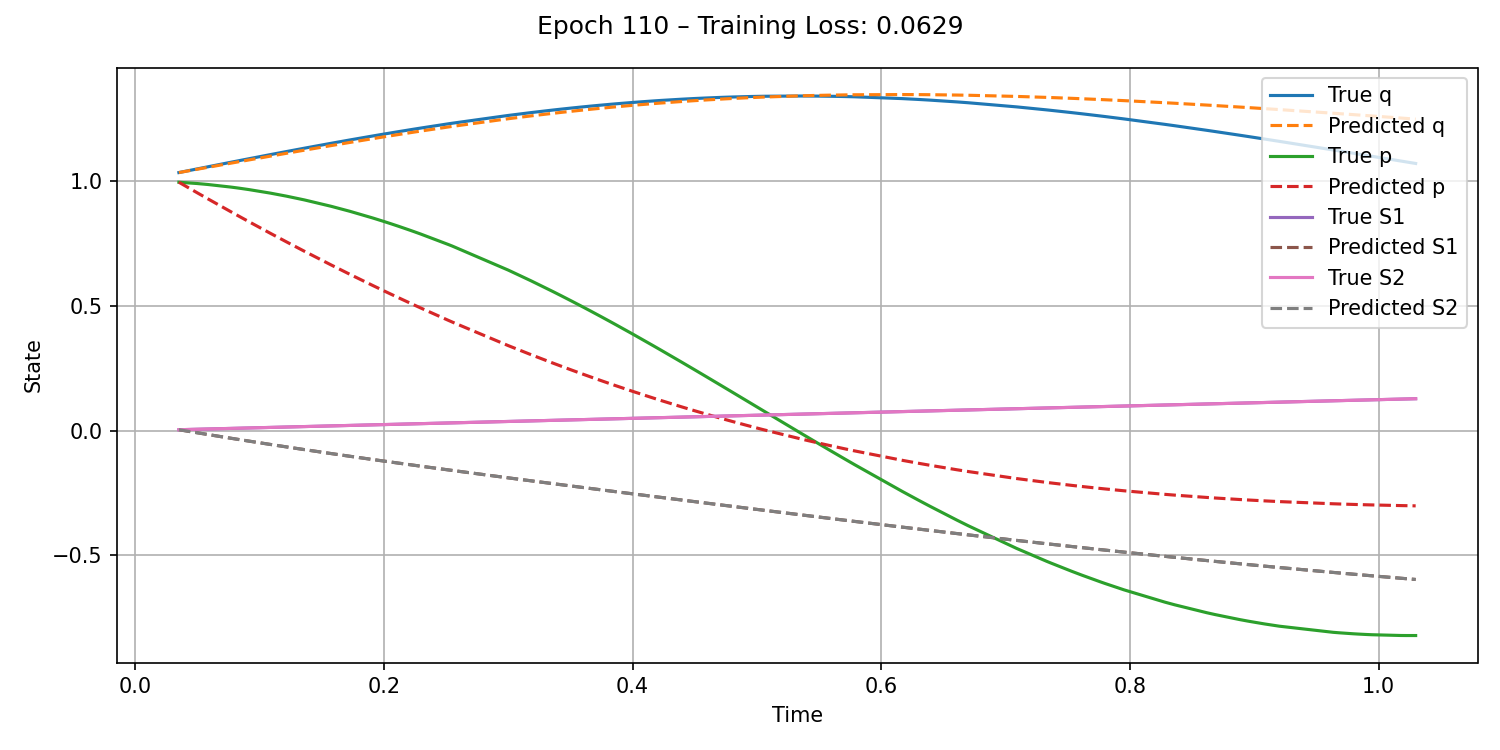 Epoch 110 – Training Loss: 0.0629
True q
Predicted q
True p
Predicted p
True S1
Predicted S1
True S2
Predicted S2
1.0
0.5
0.0
−0.5
State
0.0
0.2
0.4
0.6
0.8
1.0
Time